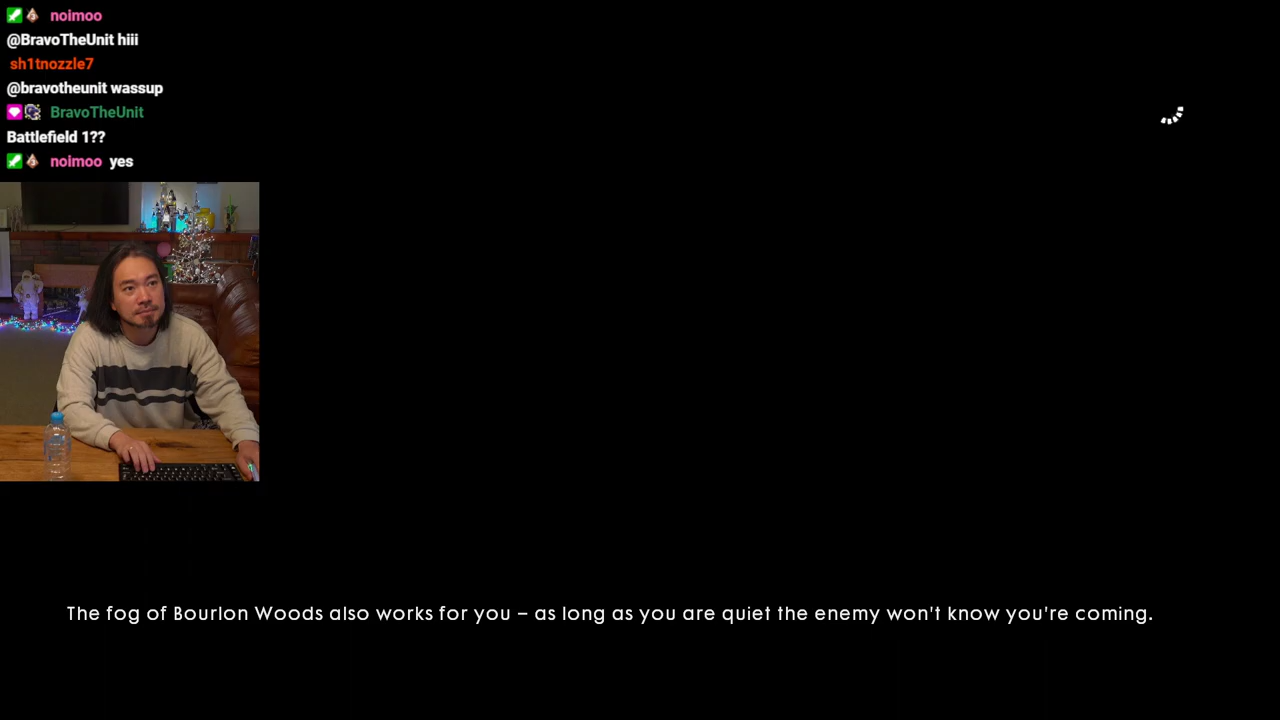 noimoo
@BravoTheUnit hiii
sh1tnozzle7
@bravotheunit wassup
BravoTheUnit
Battlefield 1??
noimoo yes
The fog of Bourlon Woods also works for you – as long as you are quiet the enemy won't know you're coming.